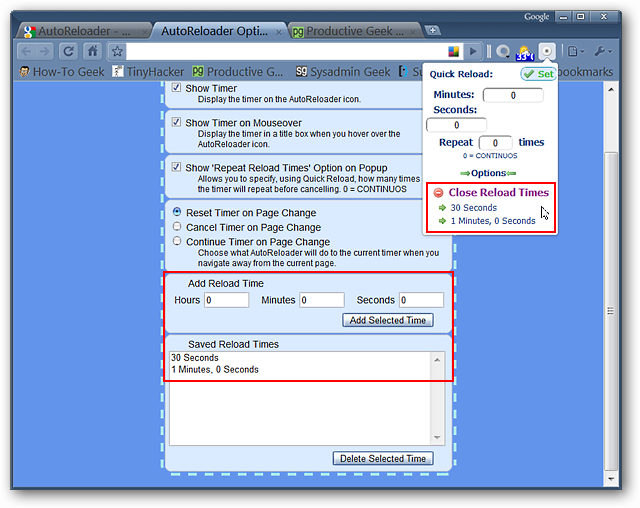 Google
AutoReloader - ...
AutoReloader Opti...
Productive Geek ...
33°
How-To Geek
TinyHacker
Productive G...
Sysadmin Geek
bookmarks
Show Timer
Display the timer on the AutoReloader icon.
Show Timer on Mouseover
Display the timer in a title box when you hover over the
AutoReloader icon.
Show 'Repeat Reload Times' Option on Popup
Allows you to specify, using Quick Reload, how many times
the timer will repeat before cancelling. 0 = CONTINUOS
Reset Timer on Page Change
Cancel Timer on Page Change
Continue Timer on Page Change
Choose what AutoReloader will do to the current timer when you
navigate away from the current page.
Add Reload Time
Hours 0 Minutes 0 Seconds 0
Add Selected Time
Saved Reload Times
30 Seconds
1 Minutes, 0 Seconds
Delete Selected Time
Quick Reload: Set
Minutes: 0
Seconds:
0
Repeat 0 times
0 = CONTINUOS
Options
Close Reload Times
30 Seconds
1 Minutes, 0 Seconds